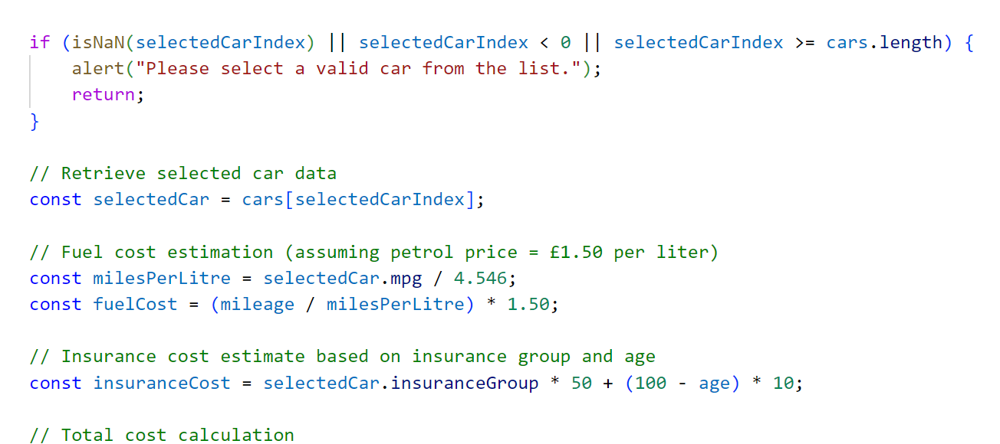 if (isNaN(selectedCarIndex) || selectedCarIndex < 0 || selectedCarIndex >= cars.length) {
    alert("Please select a valid car from the list.");
    return;
}

// Retrieve selected car data
const selectedCar = cars[selectedCarIndex];

// Fuel cost estimation (assuming petrol price = £1.50 per liter)
const milesPerLitre = selectedCar.mpg / 4.546;
const fuelCost = (mileage / milesPerLitre) * 1.50;

// Insurance cost estimate based on insurance group and age
const insuranceCost = selectedCar.insuranceGroup * 50 + (100 - age) * 10;

// Total cost calculation